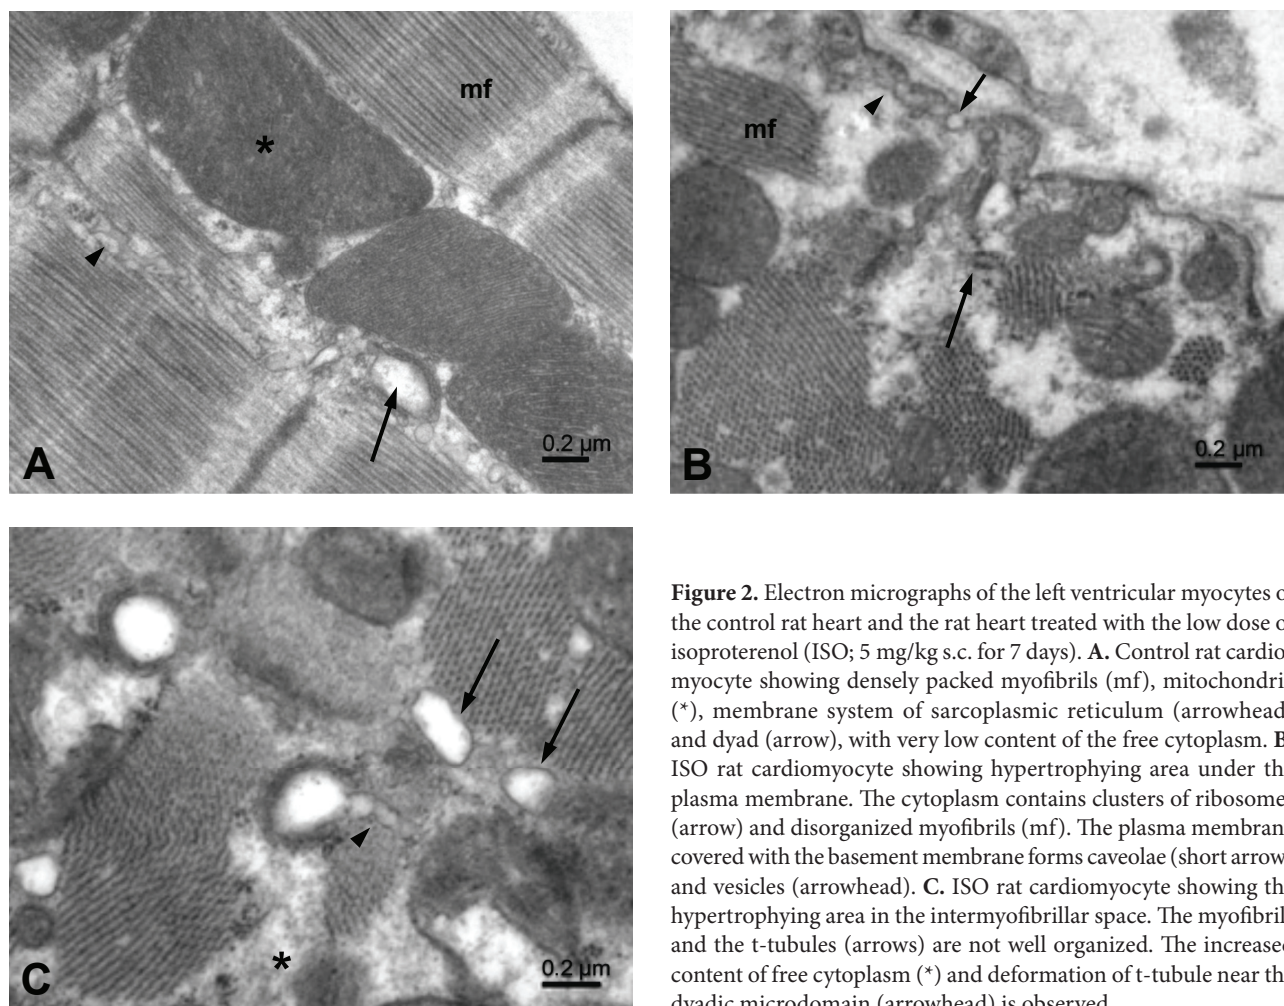 mf
*
0.2 µm
A
mf
0.2 µm
B
*
0.2 µm
C
Figure 2. Electron micrographs of the left ventricular myocytes o
the control rat heart and the rat heart treated with the low dose o
isoproterenol (ISO; 5 mg/kg s.c. for 7 days). A. Control rat cardio
myocyte showing densely packed myofibrils (mf), mitochondri
(*), membrane system of sarcoplasmic reticulum (arrowhead
and dyad (arrow), with very low content of the free cytoplasm. B
ISO rat cardiomyocyte showing hypertrophying area under th
plasma membrane. The cytoplasm contains clusters of ribosome
(arrow) and disorganized myofibrils (mf). The plasma membran
covered with the basement membrane forms caveolae (short arrow
and vesicles (arrowhead). C. ISO rat cardiomyocyte showing th
hypertrophying area in the intermyofibrillar space. The myofibril
and the t-tubules (arrows) are not well organized. The increase
content of free cytoplasm (*) and deformation of t-tubule near th
dyadic microdomain (arrowhead) is observed